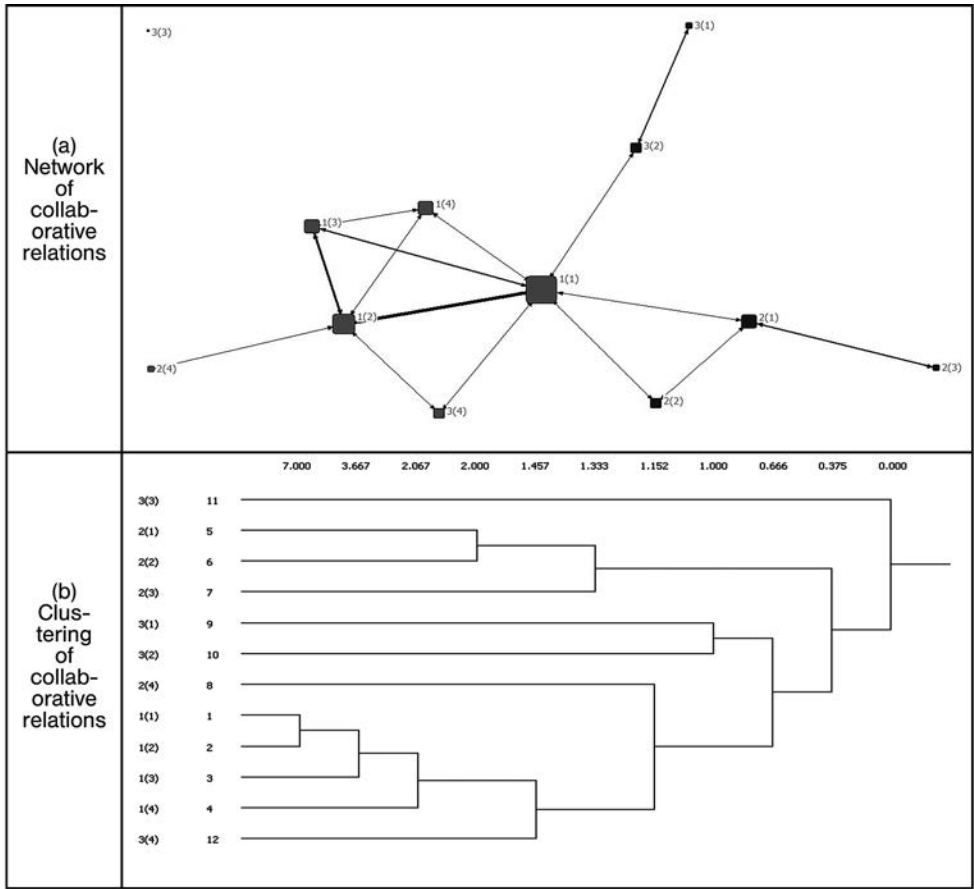 (a)
Network
of
collab-
orative
relations
3(3)
3(1)
3(2)
1(4)
1(3)
1(1)
1(2)
2(1)
2(4)
2(3)
3(4)
2(2)
(b)
Clus-
tering
of
collab-
orative
relations
7.000 3.667 2.067 2.000 1.457 1.333 1.152 1.000 0.666 0.375 0.000
3(3) 11
2(1) 5
2(2) 6
2(3) 7
3(1) 9
3(2) 10
2(4) 8
1(1) 1
1(2) 2
1(3) 3
1(4) 4
3(4) 12